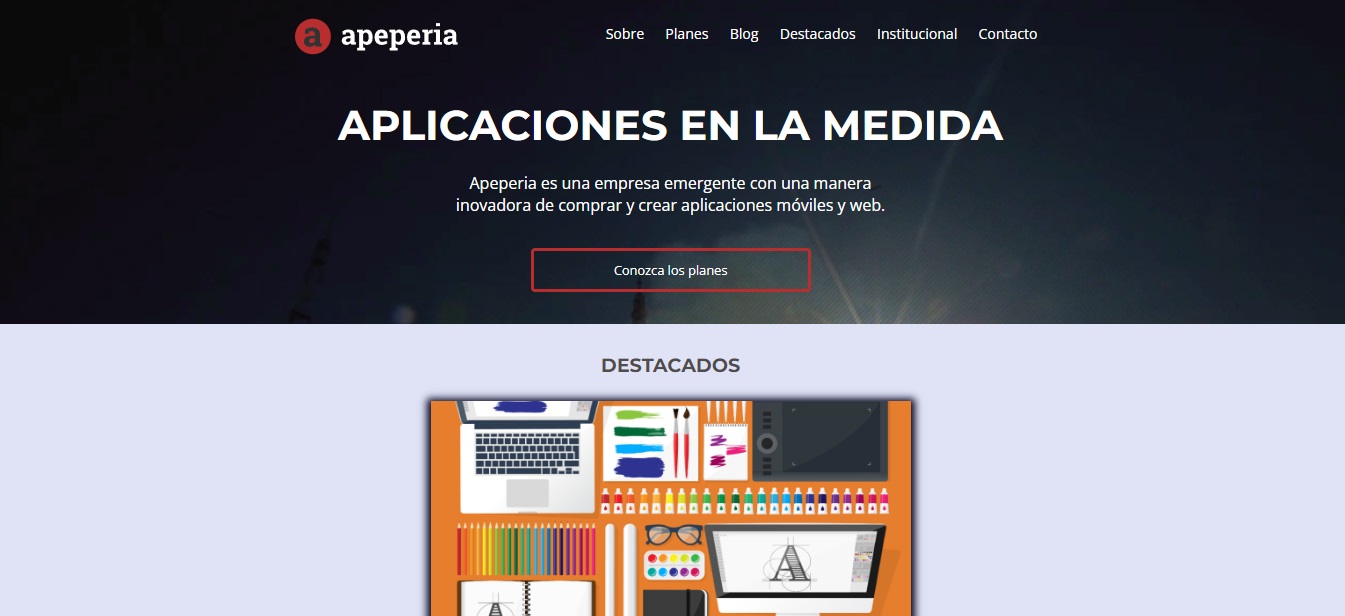 a apeperia
Sobre Planes Blog Destacados Institucional Contacto
APLICACIONES EN LA MEDIDA
Apeperia es una empresa emergente con una manera
inovadora de comprar y crear aplicaciones móviles y web.
Conozca los planes
DESTACADOS
A
A